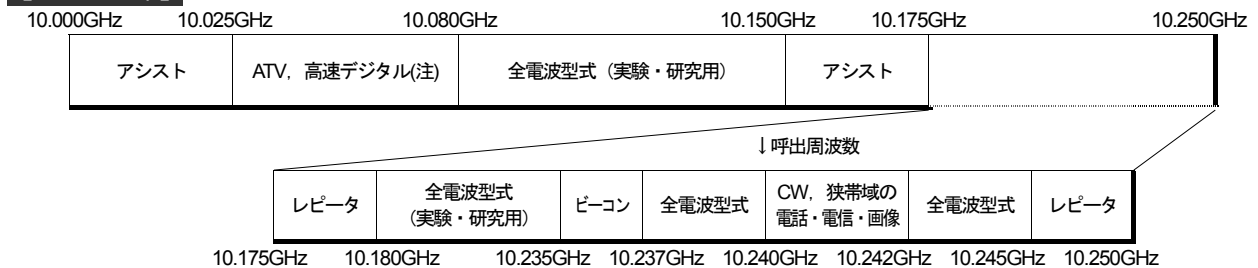 10.000GHz 10.025GHz 10.080GHz 10.150GHz 10.175GHz 10.250GHz
アシスト ATV，高速デジタル(注) 全電波型式（実験・研究用） アシスト
↓呼出周波数
レピータ 全電波型式 （実験・研究用） ビーコン 全電波型式 CW，狭帯域の 電話・電信・画像 全電波型式 レピータ
10.175GHz 10.180GHz 10.235GHz 10.237GHz 10.240GHz 10.242GHz 10.245GHz 10.250GHz